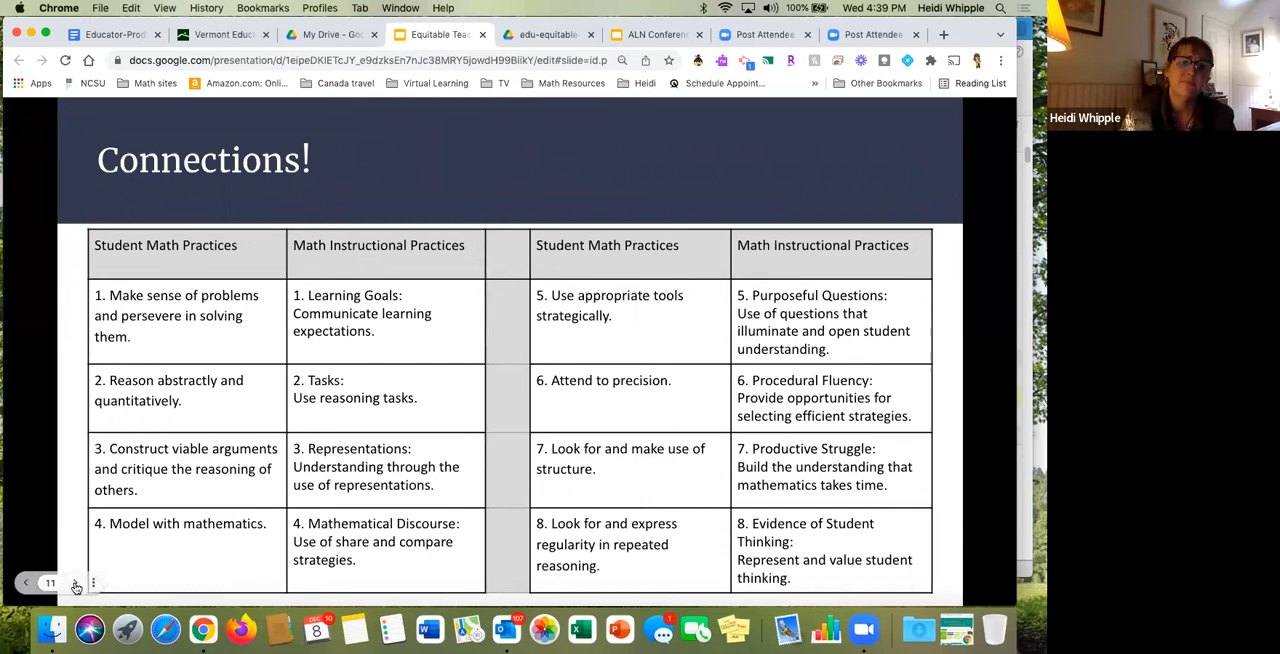 Chrome File Edit View History Bookmarks Profiles Tab Window Help 100% Wed 4:39 PM Heidi Whipple
Educator-Prod Vermont Educ My Drive - Goo Equitable Teac edu-equitable ALN Conferenc Post Attendee Post Attendee
docs.google.com/presentation/d/1eipeDKIETcJY_e9dzksEn7nJc38MRY5jowdH99BlikY/edit#slide=id.p
Apps NCSU Math sites Amazon.com: Onli... Canada travel Virtual Learning TV Math Resources Heidi Schedule Appoint... » Other Bookmarks Reading List
Heidi Whipple
Connections!
Student Math Practices
Math Instructional Practices
Student Math Practices
Math Instructional Practices
1. Make sense of problems
and persevere in solving
them.
1. Learning Goals:
Communicate learning
expectations.
5. Use appropriate tools
strategically.
5. Purposeful Questions:
Use of questions that
illuminate and open student
understanding.
2. Reason abstractly and
quantitatively.
2. Tasks:
Use reasoning tasks.
6. Attend to precision.
6. Procedural Fluency:
Provide opportunities for
selecting efficient strategies.
3. Construct viable arguments
and critique the reasoning of
others.
3. Representations:
Understanding through the
use of representations.
7. Look for and make use of
structure.
7. Productive Struggle:
Build the understanding that
mathematics takes time.
4. Model with mathematics.
4. Mathematical Discourse:
Use of share and compare
strategies.
8. Look for and express
regularity in repeated
reasoning.
8. Evidence of Student
Thinking:
Represent and value student
thinking.
11
DEC 8 10 107 1